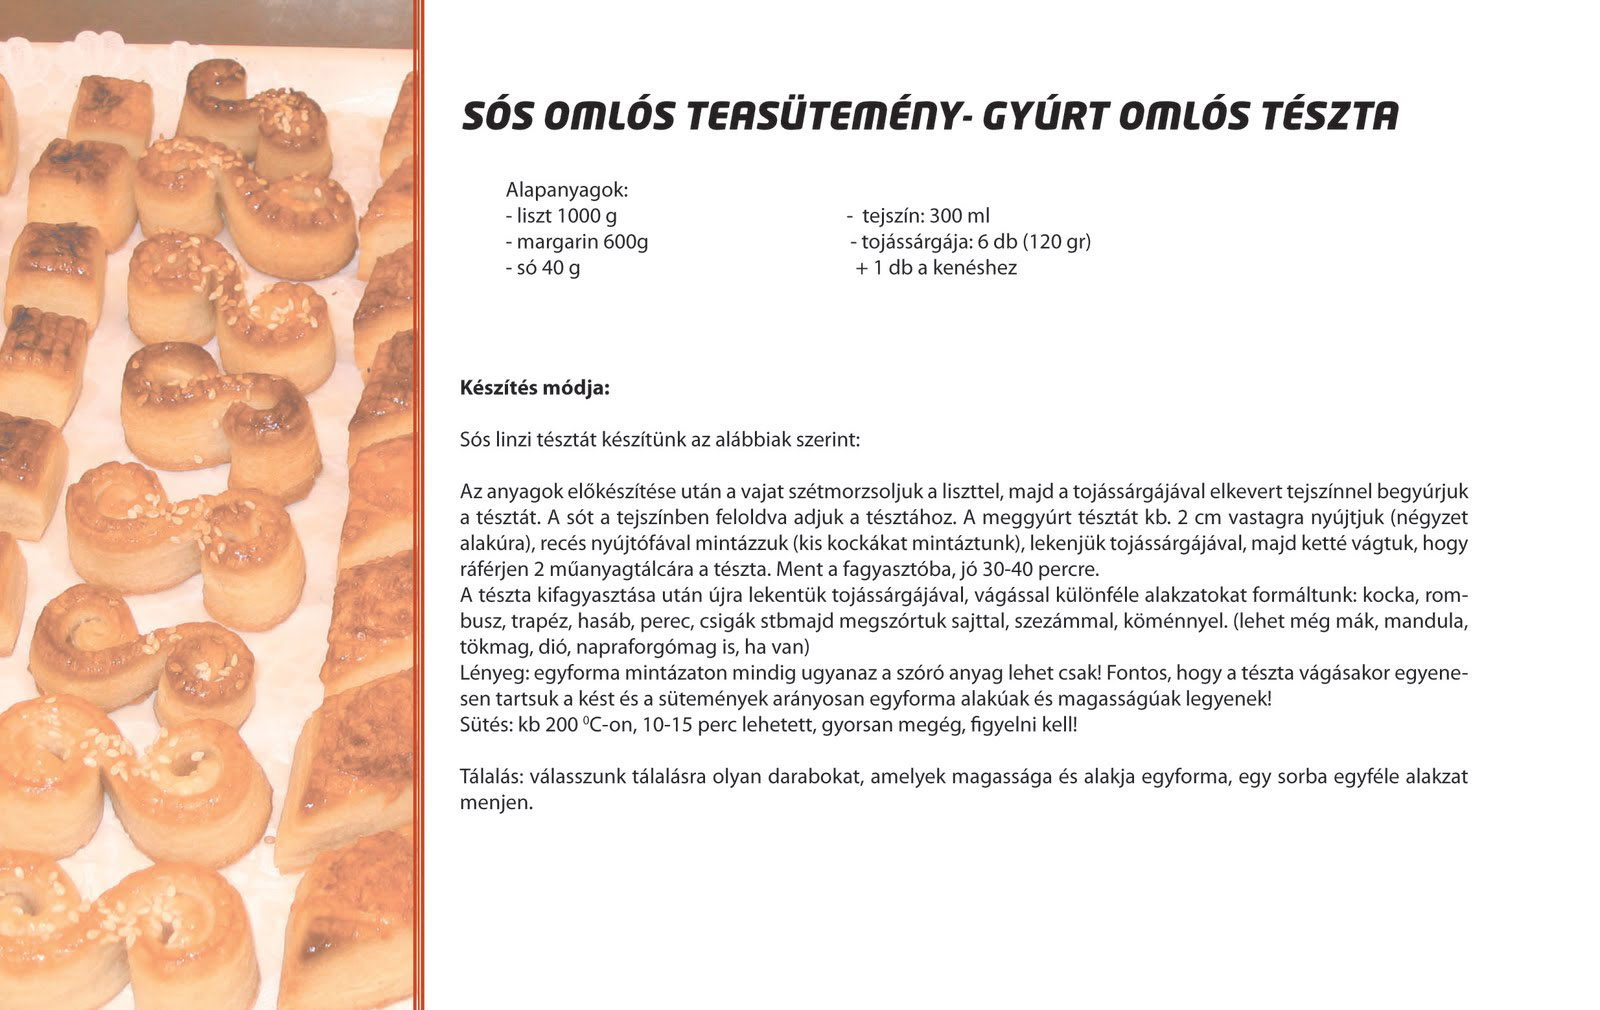 SÓS OMLÓS TEASÜTEMÉNY- GYÚRT OMLÓS TÉSZTA
Alapanyagok:
- liszt 1000 g
- margarin 600g
- só 40 g
- tejszín: 300 ml
- tojássárgája: 6 db (120 gr)
+ 1 db a kenéshez
Készítés módja:
Sós linzi tésztát készítünk az alábbiak szerint:
Az anyagok előkészítése után a vajat szétmorzsoljuk a liszttel, majd a tojássárgájával elkevert tejszínnel begyúrjuk
a tésztát. A sót a tejszínben feloldva adjuk a tésztához. A meggyúrt tésztát kb. 2 cm vastagra nyújtjuk (négyzet
alakúra), recés nyújtófával mintázzuk (kis kockákat mintáztunk), lekenjük tojássárgájával, majd ketté vágtuk, hogy
ráférjen 2 műanyagtálcára a tészta. Ment a fagyasztóba, jó 30-40 percre.
A tészta kifagyasztása után újra lekentük tojássárgájával, vágással különféle alakzatokat formáltunk: kocka, rom-
busz, trapéz, hasáb, perec, csigák stbmajd megszórtuk sajttal, szezámmal, köménnyel. (lehet még mák, mandula,
tökmag, dió, napraforgómag is, ha van)
Lényeg: egyforma mintázaton mindig ugyanaz a szóró anyag lehet csak! Fontos, hogy a tészta vágásakor egyene-
sen tartsuk a kést és a sütemények arányosan egyforma alakúak és magasságúak legyenek!
Sütés: kb 200 ⁰C-on, 10-15 perc lehetett, gyorsan megég, figyelni kell!
Tálalás: válasszunk tálalásra olyan darabokat, amelyek magassága és alakja egyforma, egy sorba egyféle alakzat
menjen.